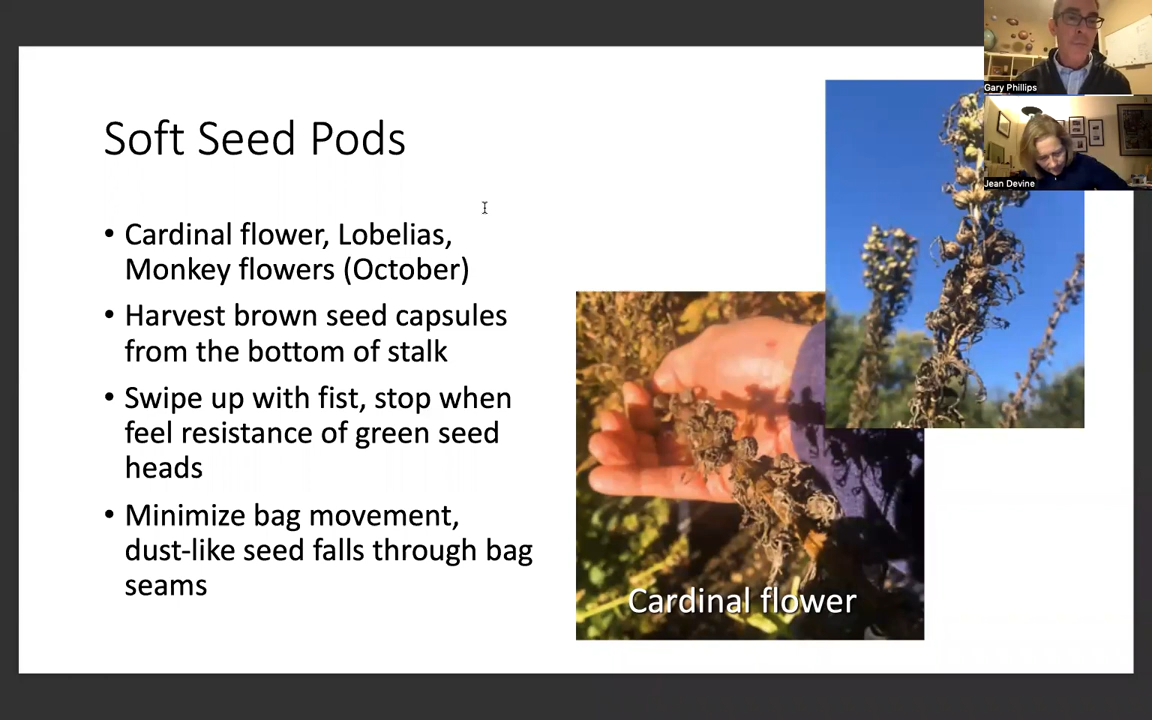 Soft Seed Pods
• Cardinal flower, Lobelias,
Monkey flowers (October)
• Harvest brown seed capsules
from the bottom of stalk
• Swipe up with fist, stop when
feel resistance of green seed
heads
• Minimize bag movement,
dust-like seed falls through bag
seams
Cardinal flower
Gary Phillips
Jean Devine